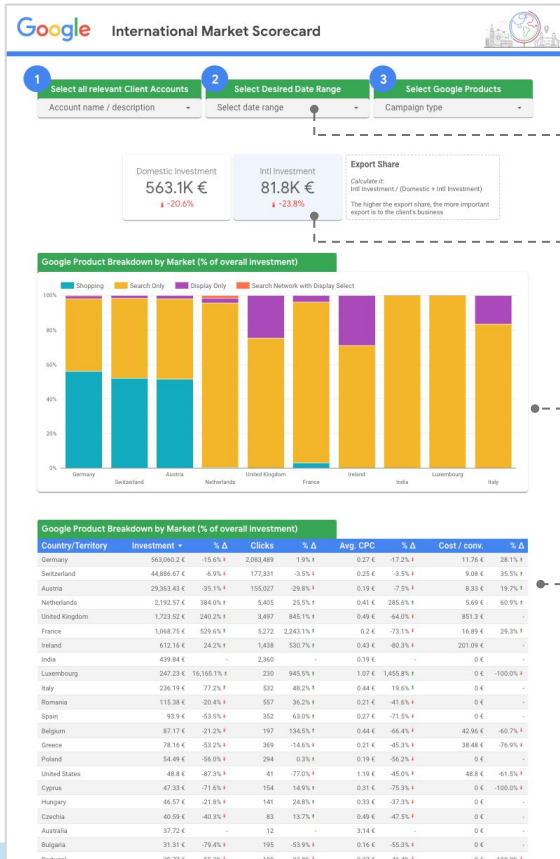 Google International Market Scorecard
1 2 3
Select all relevant Client Accounts Select Desired Date Range Select Google Products
Account name / description Select date range Campaign type
Domestic Investment
563.1K €
-20.6%
Intl Investment
81.8K €
-23.8%
Export Share
Calculate it:
Intl Investment / (Domestic + Intl Investment)
The higher the export share, the more important
export is to the client's business
Google Product Breakdown by Market (% of overall investment)
Shopping Search Only Display Only Search Network with Display Select
100%
80%
60%
40%
20%
0%
Germany Switzerland Austria Netherlands United Kingdom France Ireland India Luxembourg Italy
Google Product Breakdown by Market (% of overall investment)
Country/Territory Investment % Δ Clicks % Δ Avg. CPC % Δ Cost / conv. % Δ
Germany 563,060.2 € -15.6% 2,083,489 1.9% 0.27 € -17.2% 11.76 € 28.1%
Switzerland 44,886.67 € -6.9% 177,331 -3.5% 0.25 € -3.5% 9.08 € 35.5%
Austria 29,363.43 € -35.1% 155,027 -29.8% 0.19 € -7.5% 8.33 € 19.7%
Netherlands 2,192.57 € 384.0% 5,405 25.5% 0.41 € 285.6% 5.69 € 60.9%
United Kingdom 1,723.52 € 240.2% 3,497 845.1% 0.49 € -64.0% 851.3 € -
France 1,068.75 € 529.6% 5,272 2,243.1% 0.2 € -73.1% 16.89 € 29.3%
Ireland 612.16 € 24.2% 1,438 530.7% 0.43 € -80.3% 201.09 € -
India 439.84 € - 2,360 - 0.19 € - 0 € -
Luxembourg 247.23 € 16,165.1% 230 945.5% 1.07 € 1,455.8% 0 € -100.0%
Italy 236.19 € 77.2% 532 48.2% 0.44 € 19.6% 0 € -
Romania 115.38 € -20.4% 557 36.2% 0.21 € -41.6% 0 € -
Spain 93.9 € -53.5% 352 63.0% 0.27 € -71.5% 0 € -
Belgium 87.17 € -21.2% 197 134.5% 0.44 € -66.4% 42.96 € -60.7%
Greece 78.16 € -53.2% 369 -14.6% 0.21 € -45.3% 38.48 € -76.9%
Poland 54.49 € -56.0% 294 0.3% 0.19 € -56.2% 0 € -
United States 48.8 € -87.3% 41 -77.0% 1.19 € -45.0% 48.8 € -61.5%
Cyprus 47.33 € -71.6% 154 14.9% 0.31 € -75.3% 0 € -100.0%
Hungary 46.57 € -21.8% 141 24.8% 0.33 € -37.3% 0 € -
Czechia 40.59 € -40.3% 83 13.7% 0.49 € -47.5% 0 € -
Australia 37.72 € - 12 - 3.14 € - 0 € -
Bulgaria 31.31 € -79.4% 195 -53.9% 0.16 € -55.3% 0 € -